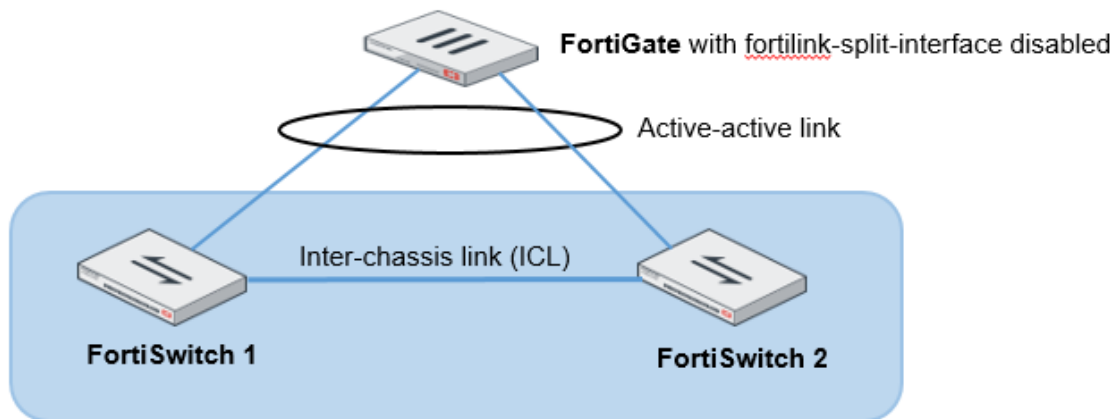 FortiGate with fortilink-split-interface disabled
Active-active link
Inter-chassis link (ICL)
FortiSwitch 1
FortiSwitch 2